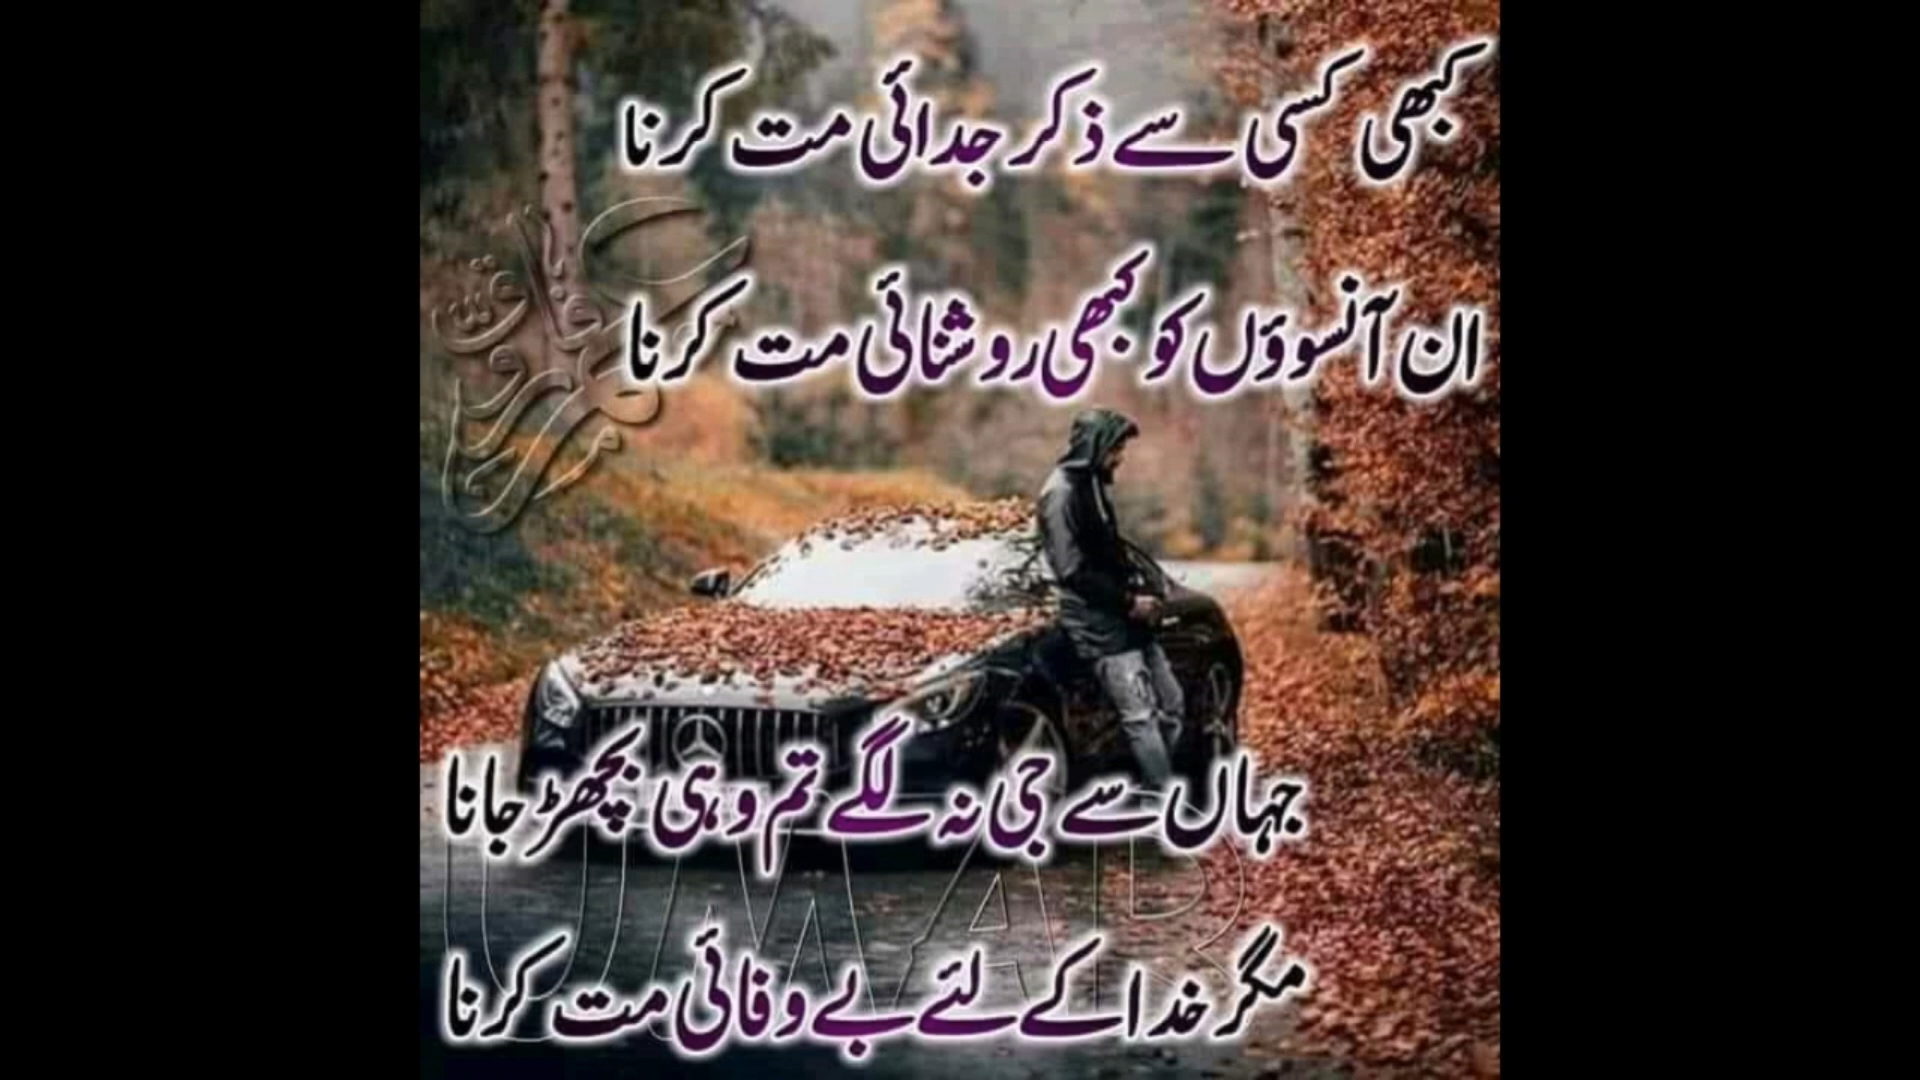 کبھی کسی سے ذکر جدائی مت کرنا
ان آنسوؤں کو کبھی روشنائی مت کرنا
جہاں سے جی نہ لگے تم وہی بچھڑ جانا
مگر خدا کے لئے بے وفائی مت کرنا
UMAR